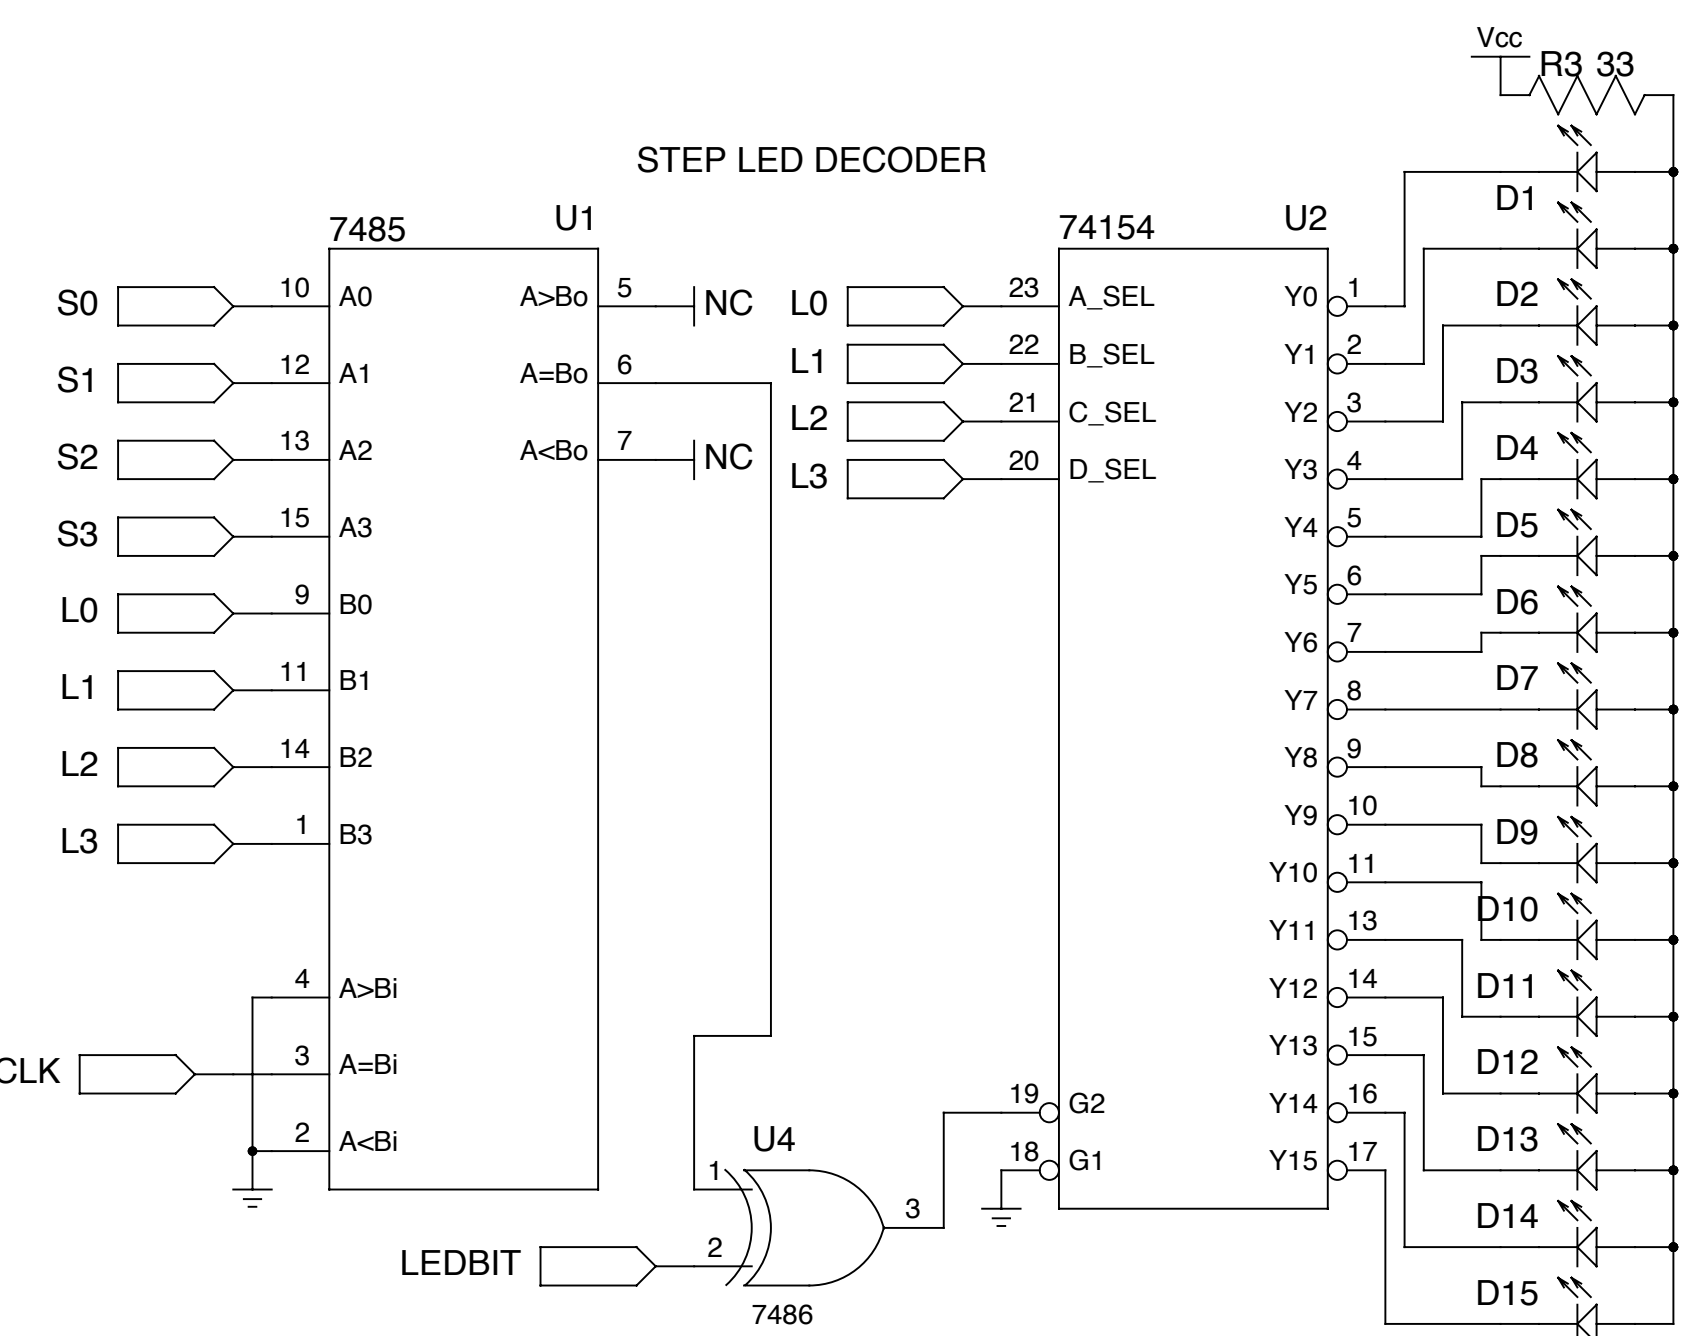 Vcc
R3 33
STEP LED DECODER
7485 U1
S0 10 A0
S1 12 A1
S2 13 A2
S3 15 A3
L0 9 B0
L1 11 B1
L2 14 B2
L3 1 B3
4 A>Bi
CLK 3 A=Bi
2 A<Bi
A>Bo 5 NC
A=Bo 6
A<Bo 7 NC
U4
1
2
3
LEDBIT
7486
74154 U2
L0 23 A_SEL
L1 22 B_SEL
L2 21 C_SEL
L3 20 D_SEL
19 G2
18 G1
Y0 1
Y1 2
Y2 3
Y3 4
Y4 5
Y5 6
Y6 7
Y7 8
Y8 9
Y9 10
Y10 11
Y11 13
Y12 14
Y13 15
Y14 16
Y15 17
D1
D2
D3
D4
D5
D6
D7
D8
D9
D10
D11
D12
D13
D14
D15